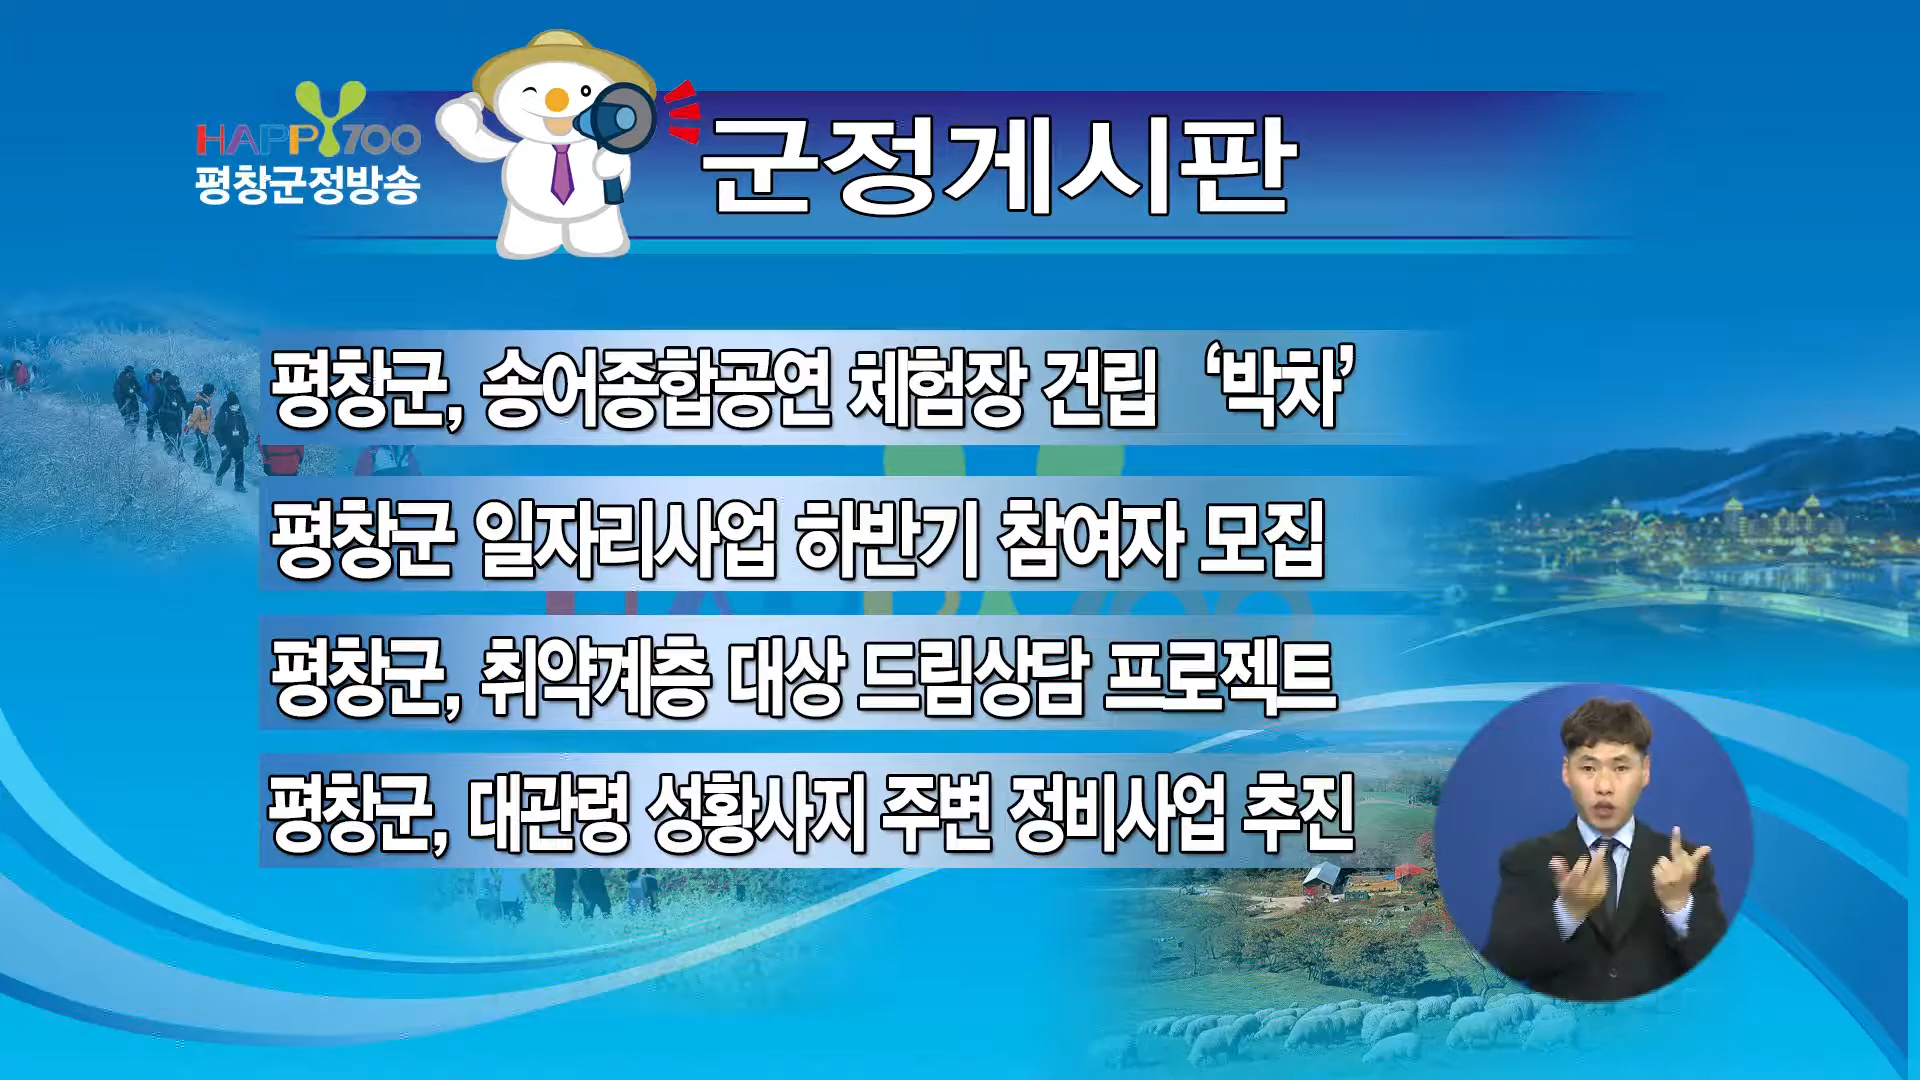 HAPPY700
평창군정방송
군정게시판
평창군, 송어종합공연 체험장 건립 ‘박차’
평창군 일자리사업 하반기 참여자 모집
평창군, 취약계층 대상 드림상담 프로젝트
평창군, 대관령 성황사지 주변 정비사업 추진
HAPPY700